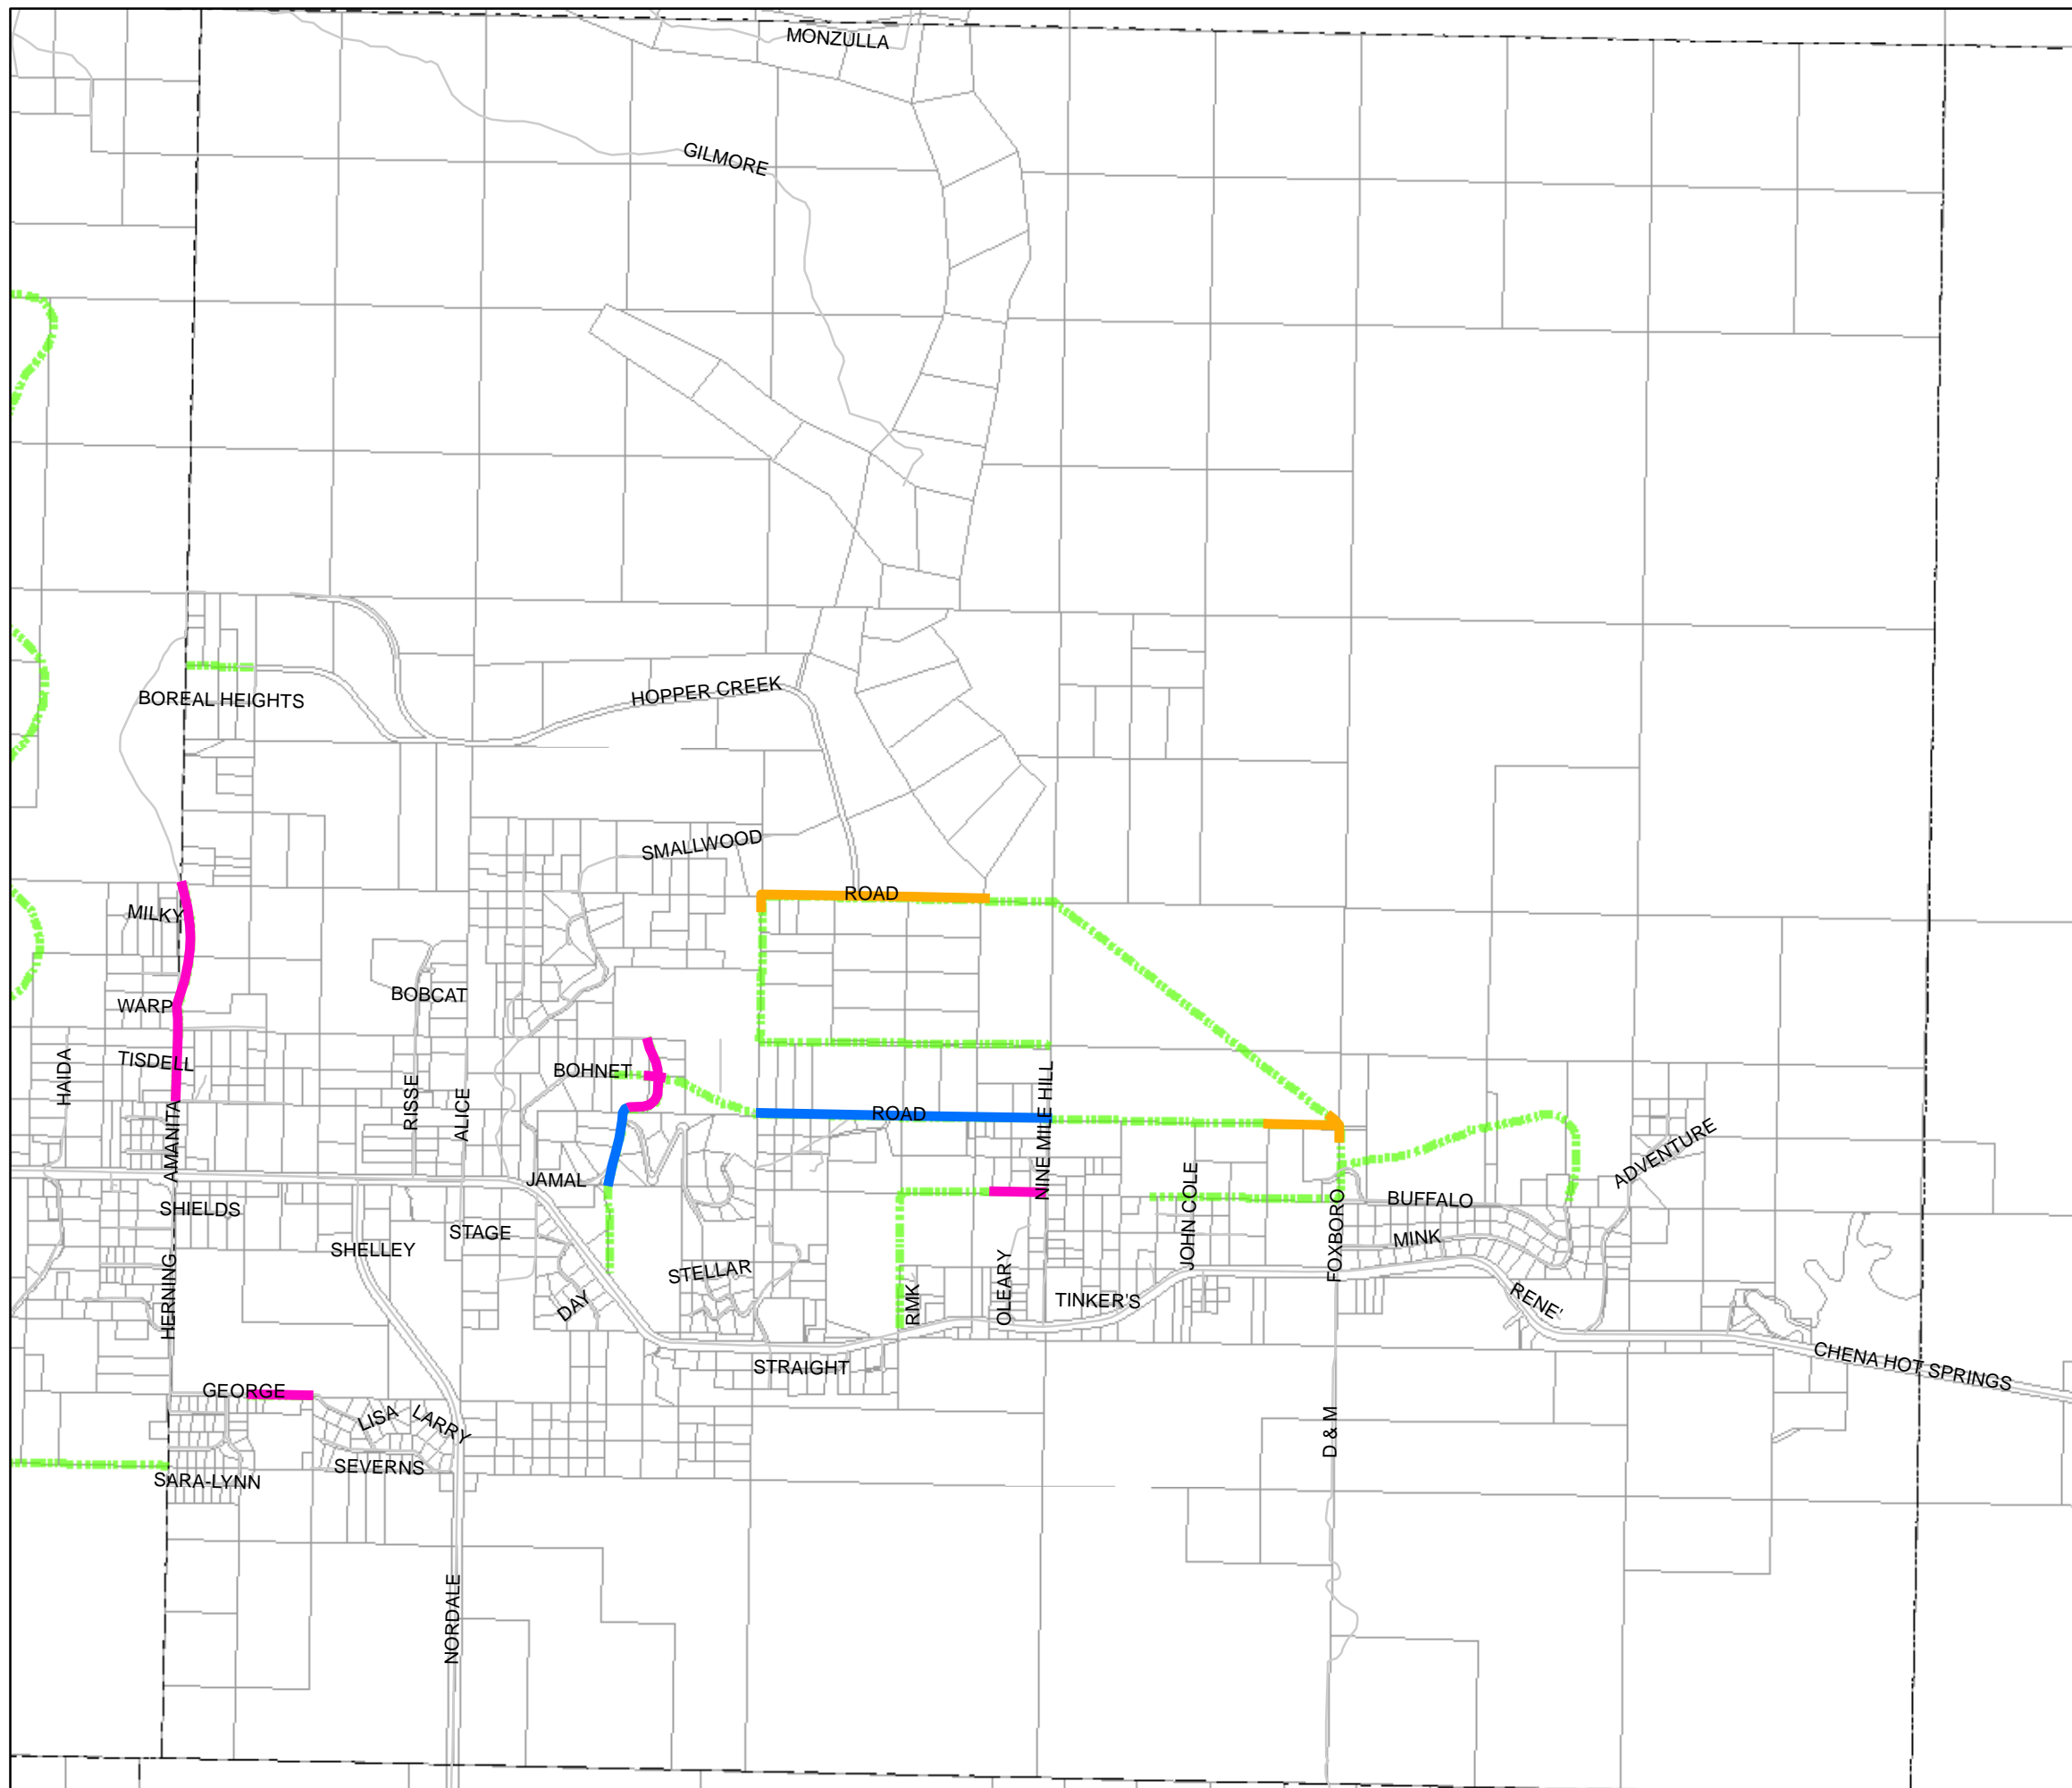 MONZULLA
GILMORE
HOPPER CREEK
BOREAL HEIGHTS
SMALLWOOD
ROAD
MILKY
BOBCAT
WARP
TISDELL
HAIDA
BOHNET
RISSE
ALICE
ROAD
NINE MILE HILL
AMANITA
ADVENTURE
JAMAL
JOHN COLE
BUFFALO
SHIELDS
STAGE
MINK
FOXBORO
SHELLEY
STELLAR
HERNING
DAY
RMK
OLEARY
TINKER'S
RENE'
STRAIGHT
CHENA HOT SPRINGS
GEORGE
LISA
LARRY
D & M
SEVERNS
SARA-LYNN
NORDALE